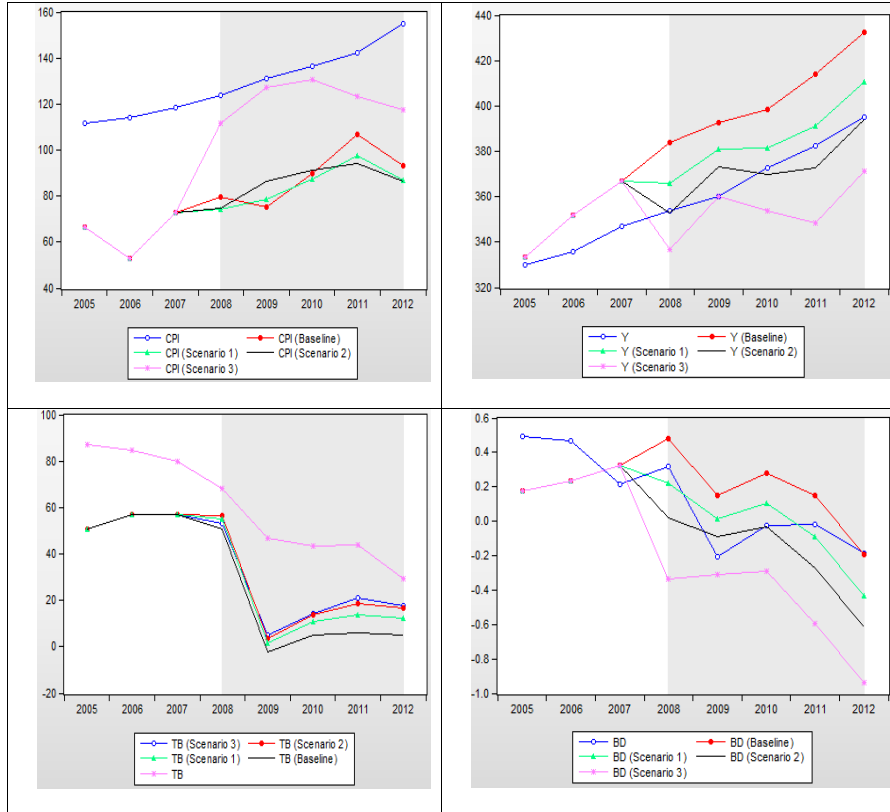 160
140
120
100
80
60
40
2005 2006 2007 2008 2009 2010 2011 2012
CPI CPI (Baseline)
CPI (Scenario 1) CPI (Scenario 2)
CPI (Scenario 3)
440
420
400
380
360
340
320
2005 2006 2007 2008 2009 2010 2011 2012
Y Y (Baseline)
Y (Scenario 1) Y (Scenario 2)
Y (Scenario 3)
100
80
60
40
20
0
-20
2005 2006 2007 2008 2009 2010 2011 2012
TB (Scenario 3) TB (Scenario 2)
TB (Scenario 1) TB (Baseline)
TB
0.6
0.4
0.2
0.0
-0.2
-0.4
-0.6
-0.8
-1.0
2005 2006 2007 2008 2009 2010 2011 2012
BD BD (Baseline)
BD (Scenario 1) BD (Scenario 2)
BD (Scenario 3)